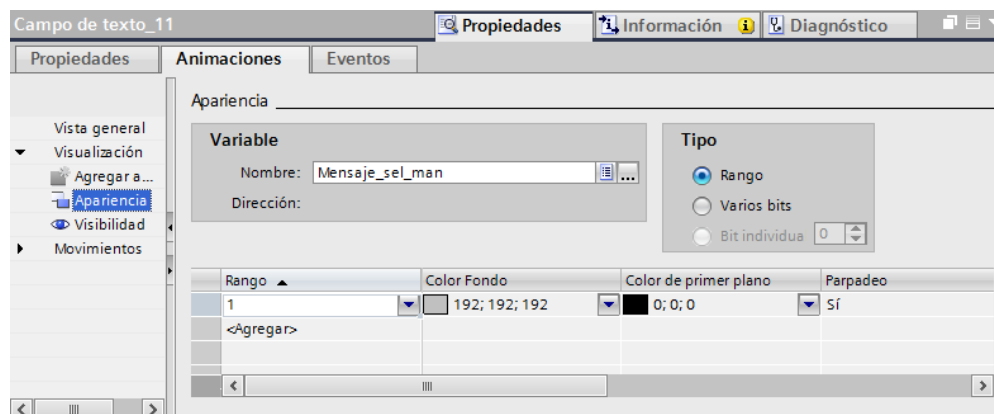 Campo de texto_11
Propiedades Información Diagnóstico
Propiedades Animaciones Eventos
Apariencia
Vista general
Visualización
Agregar a...
Apariencia
Visibilidad
Movimientos
Variable
Nombre: Mensaje_sel_man ...
Dirección:
Tipo
Rango
Varios bits
Bit individua 0
Rango Color Fondo Color de primer plano Parpadeo
1 192; 192; 192 0; 0; 0 Sí
<Agregar>